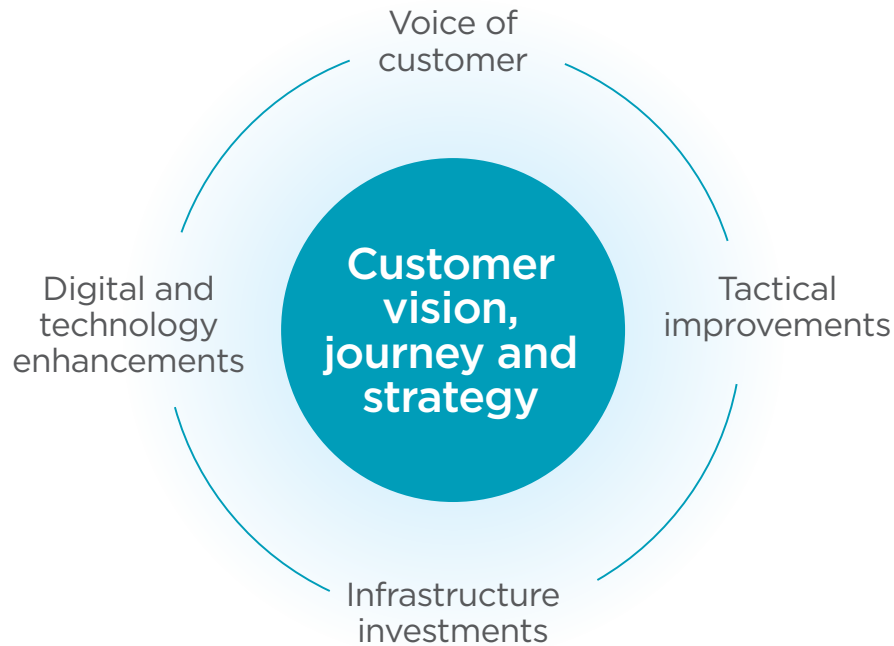 Voice of
customer
Customer
vision,
journey and
strategy
Digital and
technology
enhancements
Tactical
improvements
Infrastructure
investments